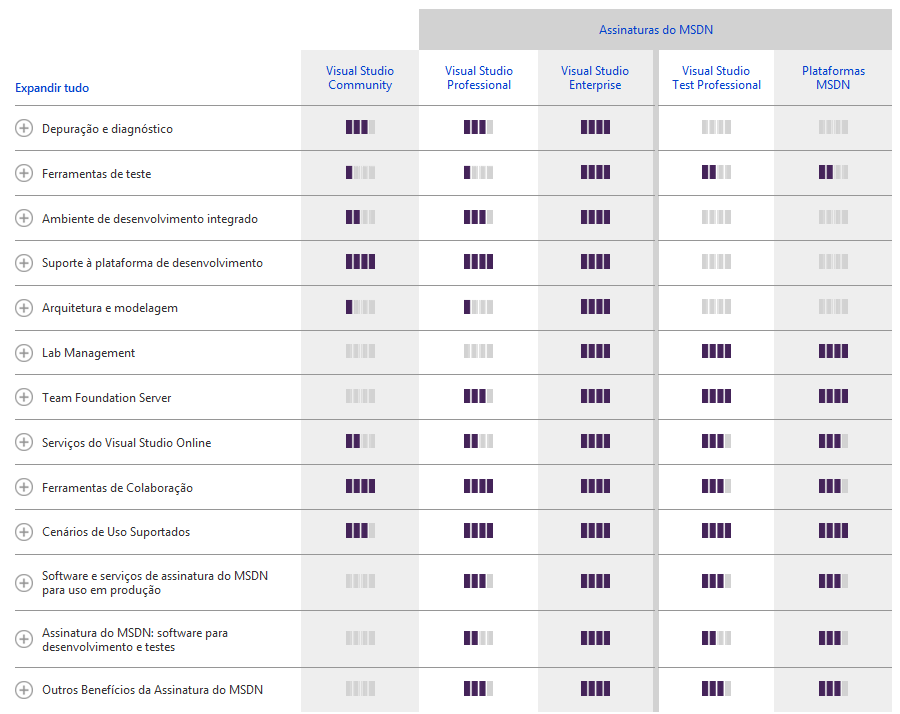 Assinaturas do MSDN
Expandir tudo
Visual Studio
Community
Visual Studio
Professional
Visual Studio
Enterprise
Visual Studio
Test Professional
Plataformas
MSDN
Depuração e diagnóstico
Ferramentas de teste
Ambiente de desenvolvimento integrado
Suporte à plataforma de desenvolvimento
Arquitetura e modelagem
Lab Management
Team Foundation Server
Serviços do Visual Studio Online
Ferramentas de Colaboração
Cenários de Uso Suportados
Software e serviços de assinatura do MSDN
para uso em produção
Assinatura do MSDN: software para
desenvolvimento e testes
Outros Benefícios da Assinatura do MSDN